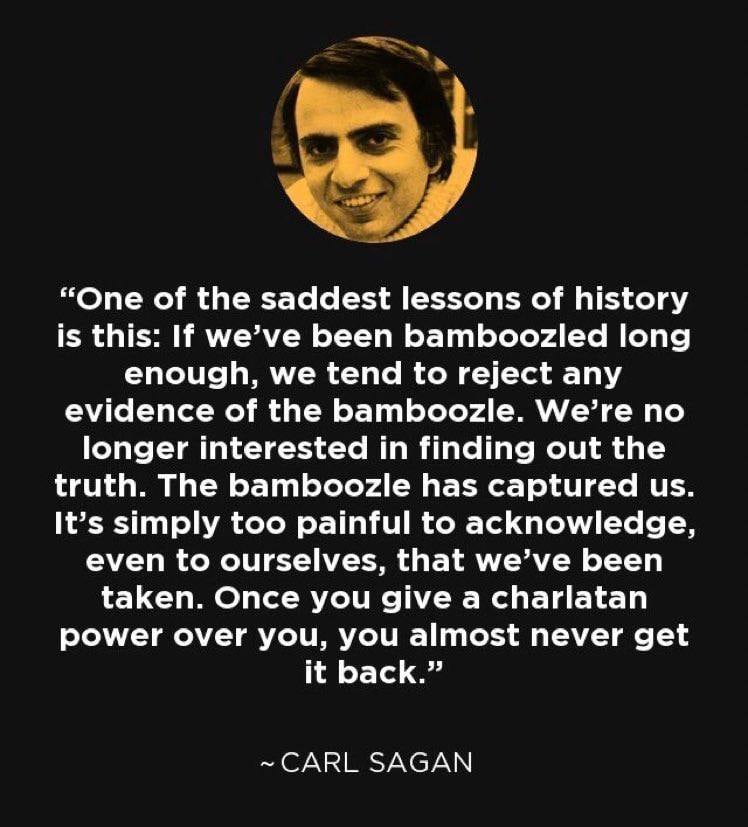 “One of the saddest lessons of history
is this: If we’ve been bamboozled long
enough, we tend to reject any
evidence of the bamboozle. We’re no
longer interested in finding out the
truth. The bamboozle has captured us.
It’s simply too painful to acknowledge,
even to ourselves, that we’ve been
taken. Once you give a charlatan
power over you, you almost never get
it back.”
~ CARL SAGAN